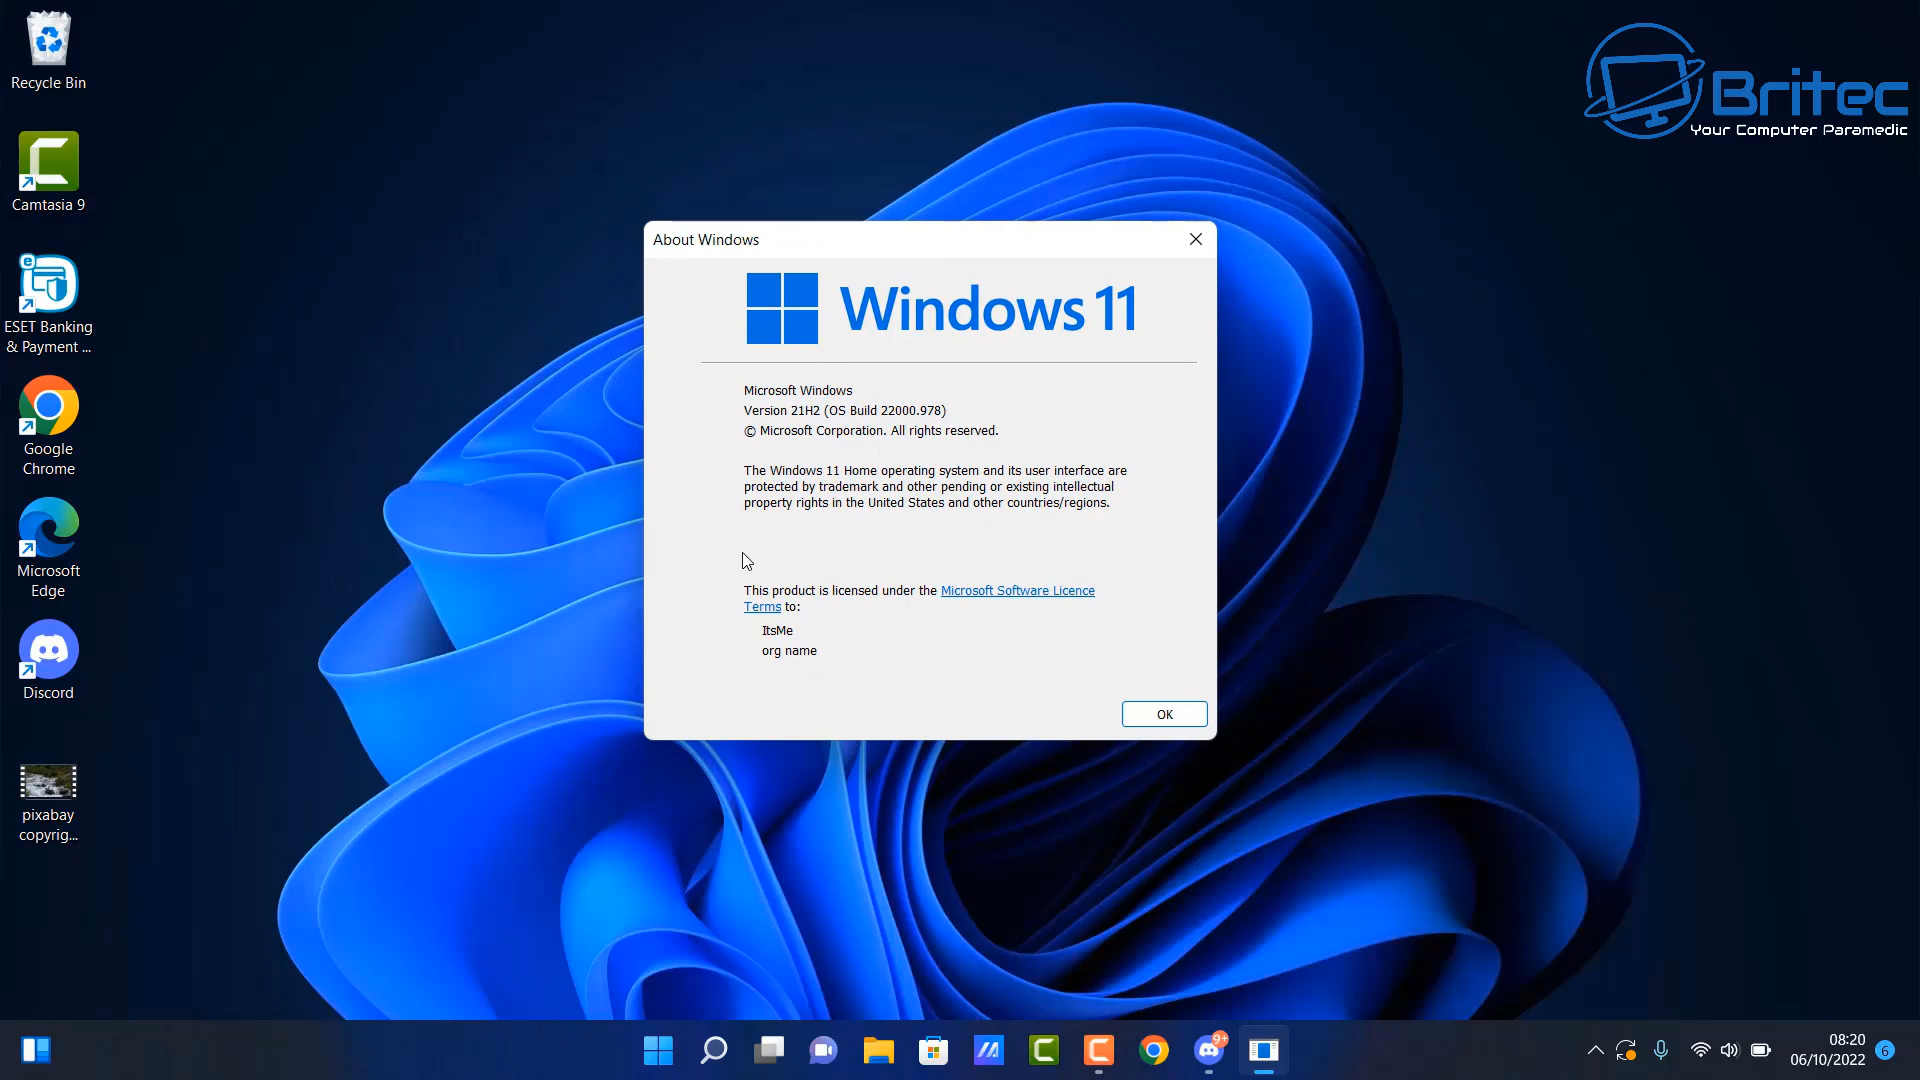 Recycle Bin
Camtasia 9
ESET Banking
& Payment ...
Google
Chrome
Microsoft
Edge
Discord
pixabay
copyrig...
Britec
Your Computer Paramedic
About Windows
Windows 11
Microsoft Windows
Version 21H2 (OS Build 22000.978)
© Microsoft Corporation. All rights reserved.
The Windows 11 Home operating system and its user interface are
protected by trademark and other pending or existing intellectual
property rights in the United States and other countries/regions.
This product is licensed under the Microsoft Software Licence
Terms to:
ItsMe
org name
OK
9+
08:20
06/10/2022
6